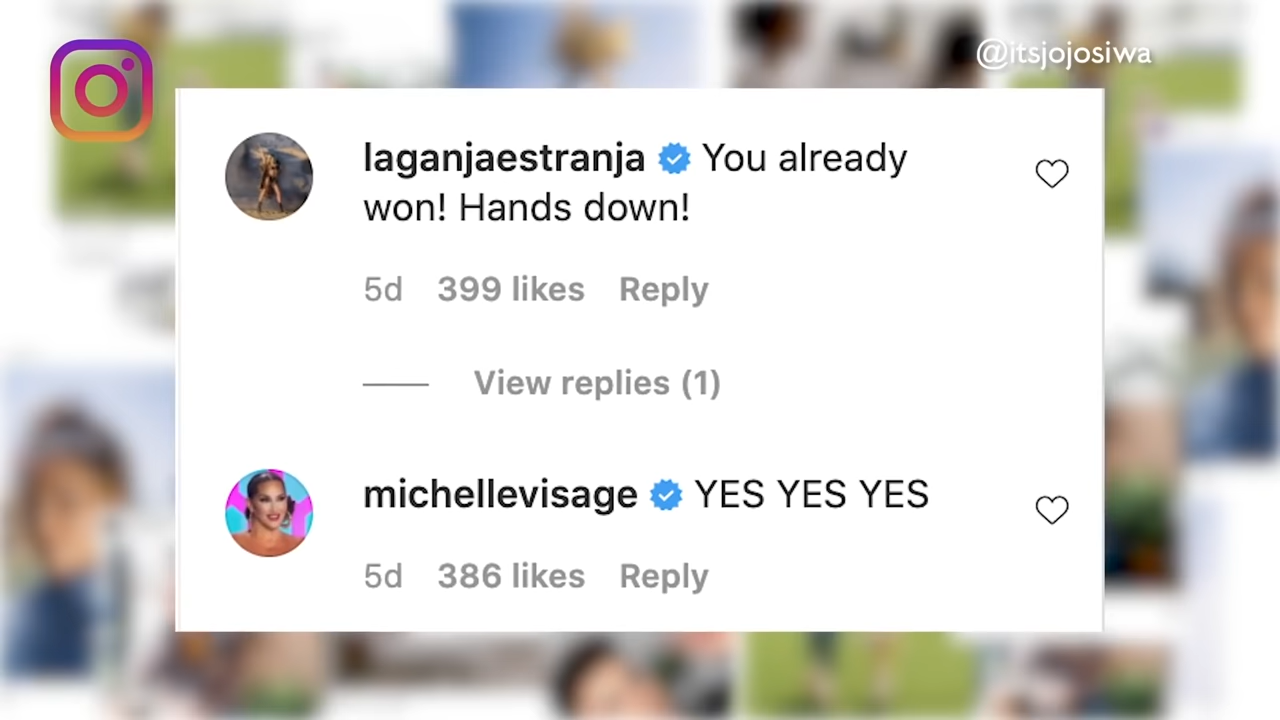 @itsjojosiwa
laganjaestranja You already
won! Hands down!
5d 399 likes Reply
View replies (1)
michellevisage YES YES YES
5d 386 likes Reply